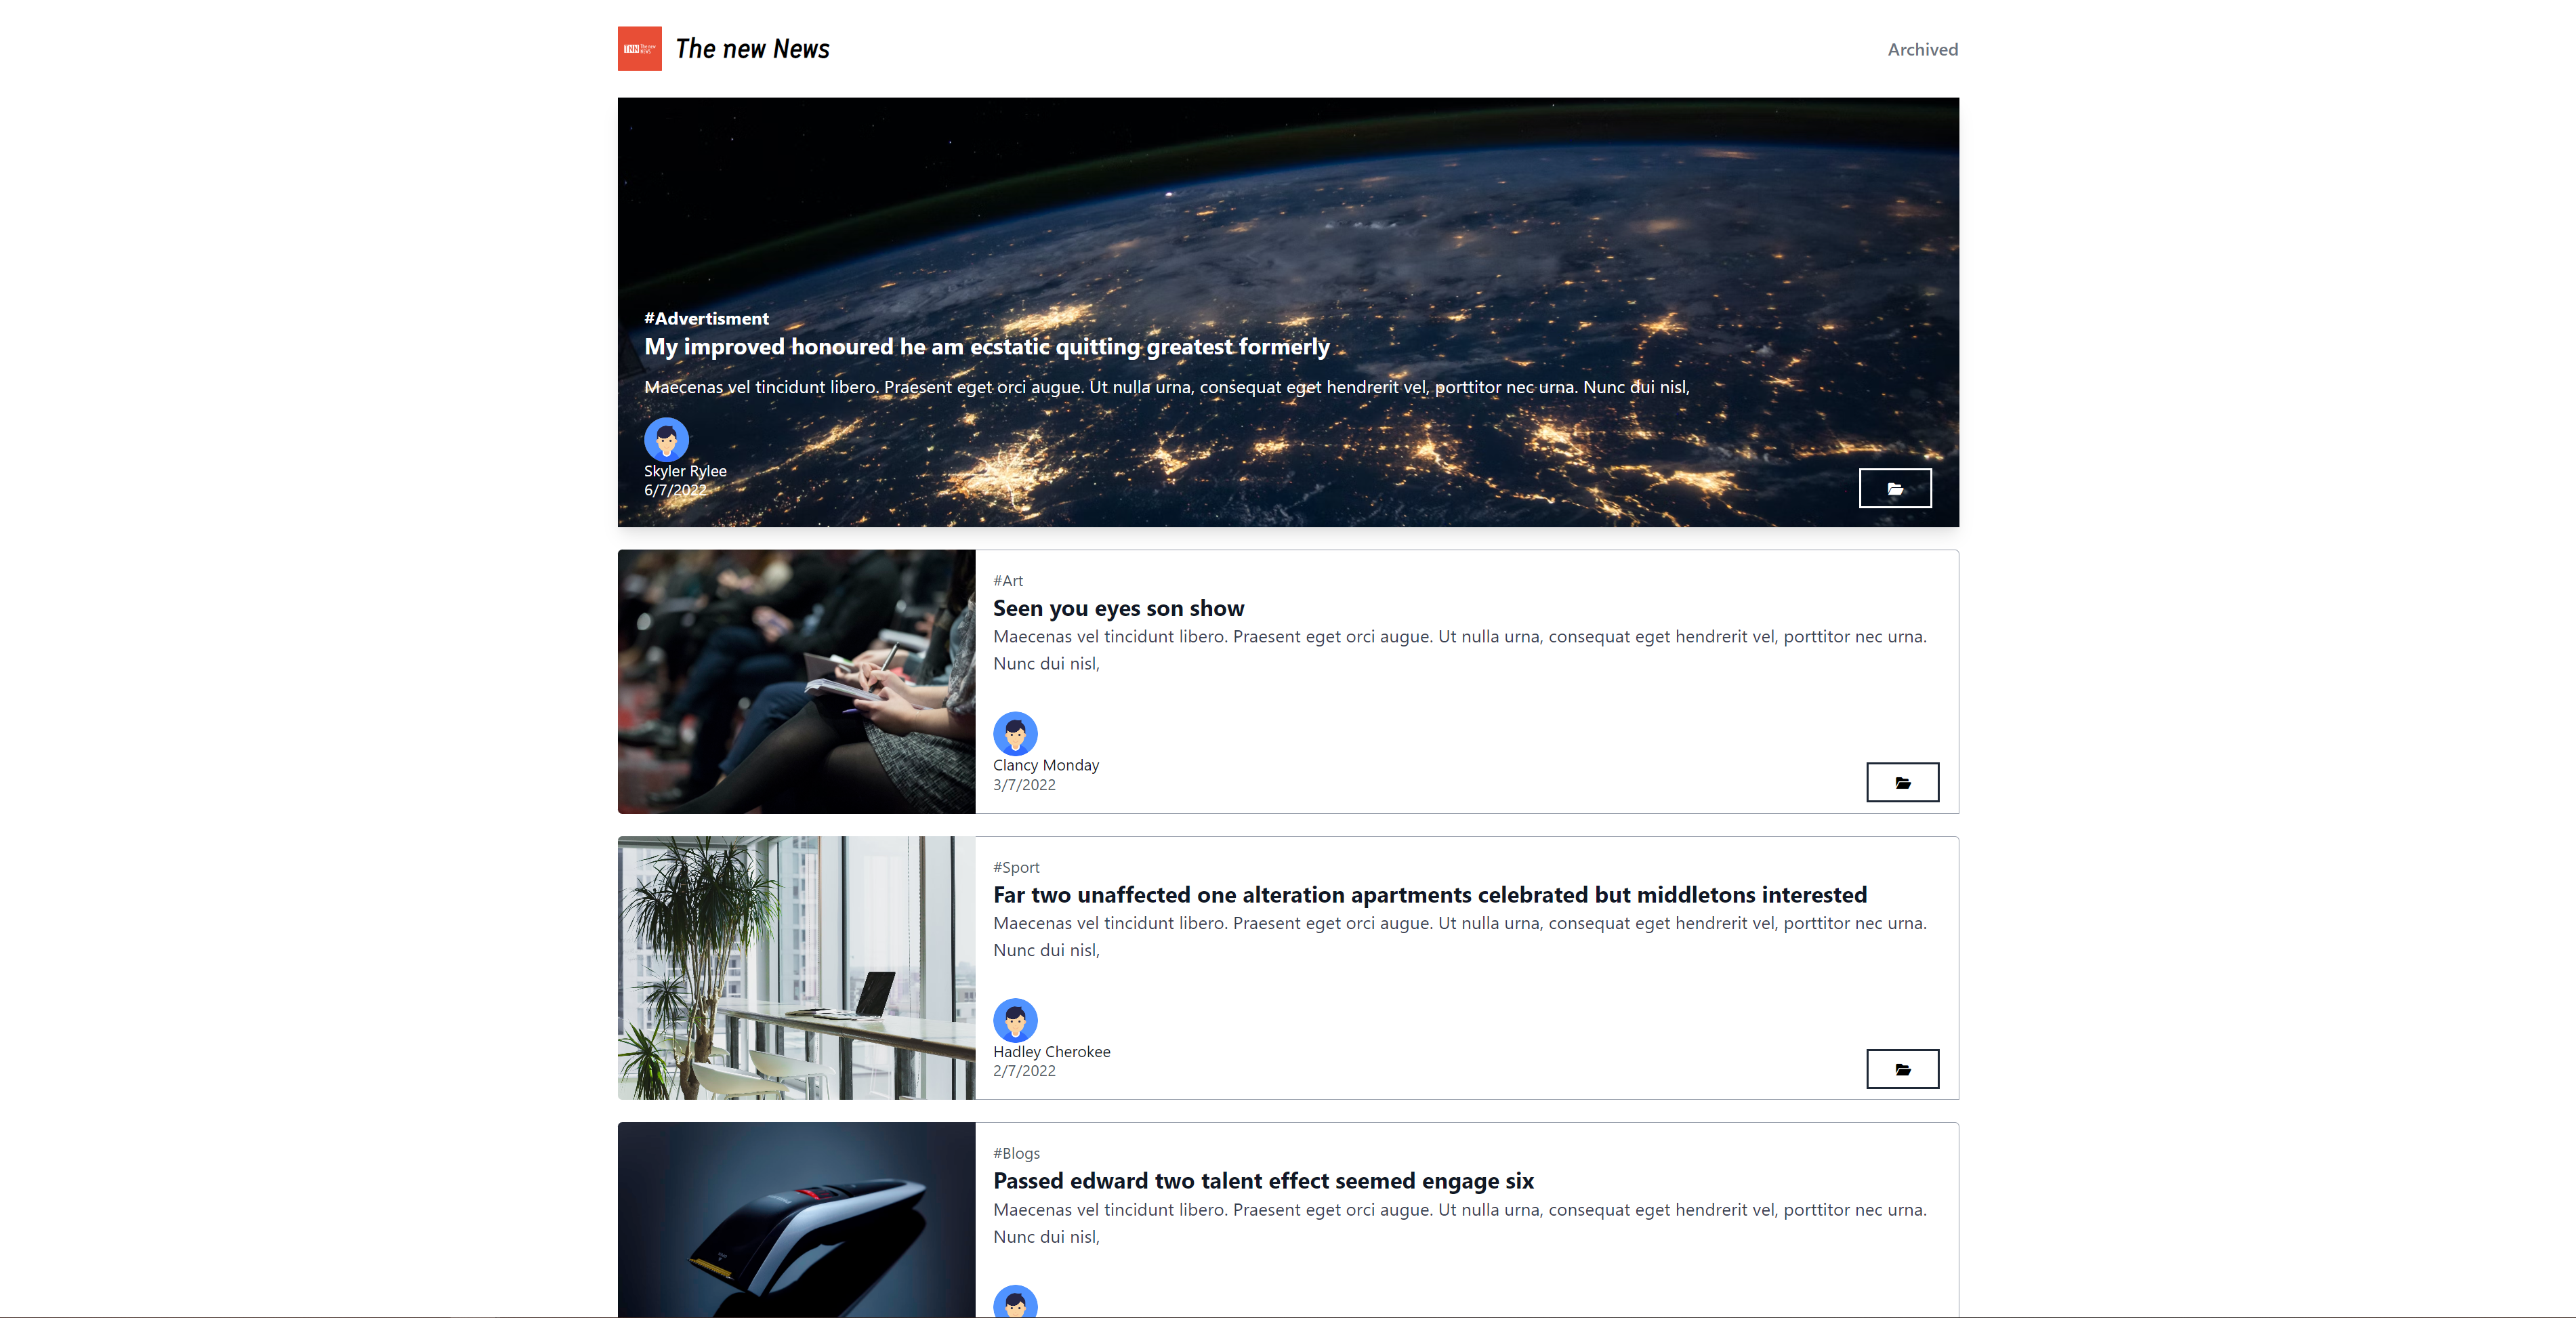 TNN The new NEWS
The new News
Archived
#Advertisment
My improved honoured he am ecstatic quitting greatest formerly
Maecenas vel tincidunt libero. Praesent eget orci augue. Ut nulla urna, consequat eget hendrerit vel, porttitor nec urna. Nunc dui nisl,
Skyler Rylee
6/7/2022
#Art
Seen you eyes son show
Maecenas vel tincidunt libero. Praesent eget orci augue. Ut nulla urna, consequat eget hendrerit vel, porttitor nec urna.
Nunc dui nisl,
Clancy Monday
3/7/2022
#Sport
Far two unaffected one alteration apartments celebrated but middletons interested
Maecenas vel tincidunt libero. Praesent eget orci augue. Ut nulla urna, consequat eget hendrerit vel, porttitor nec urna.
Nunc dui nisl,
Hadley Cherokee
2/7/2022
#Blogs
Passed edward two talent effect seemed engage six
Maecenas vel tincidunt libero. Praesent eget orci augue. Ut nulla urna, consequat eget hendrerit vel, porttitor nec urna.
Nunc dui nisl,